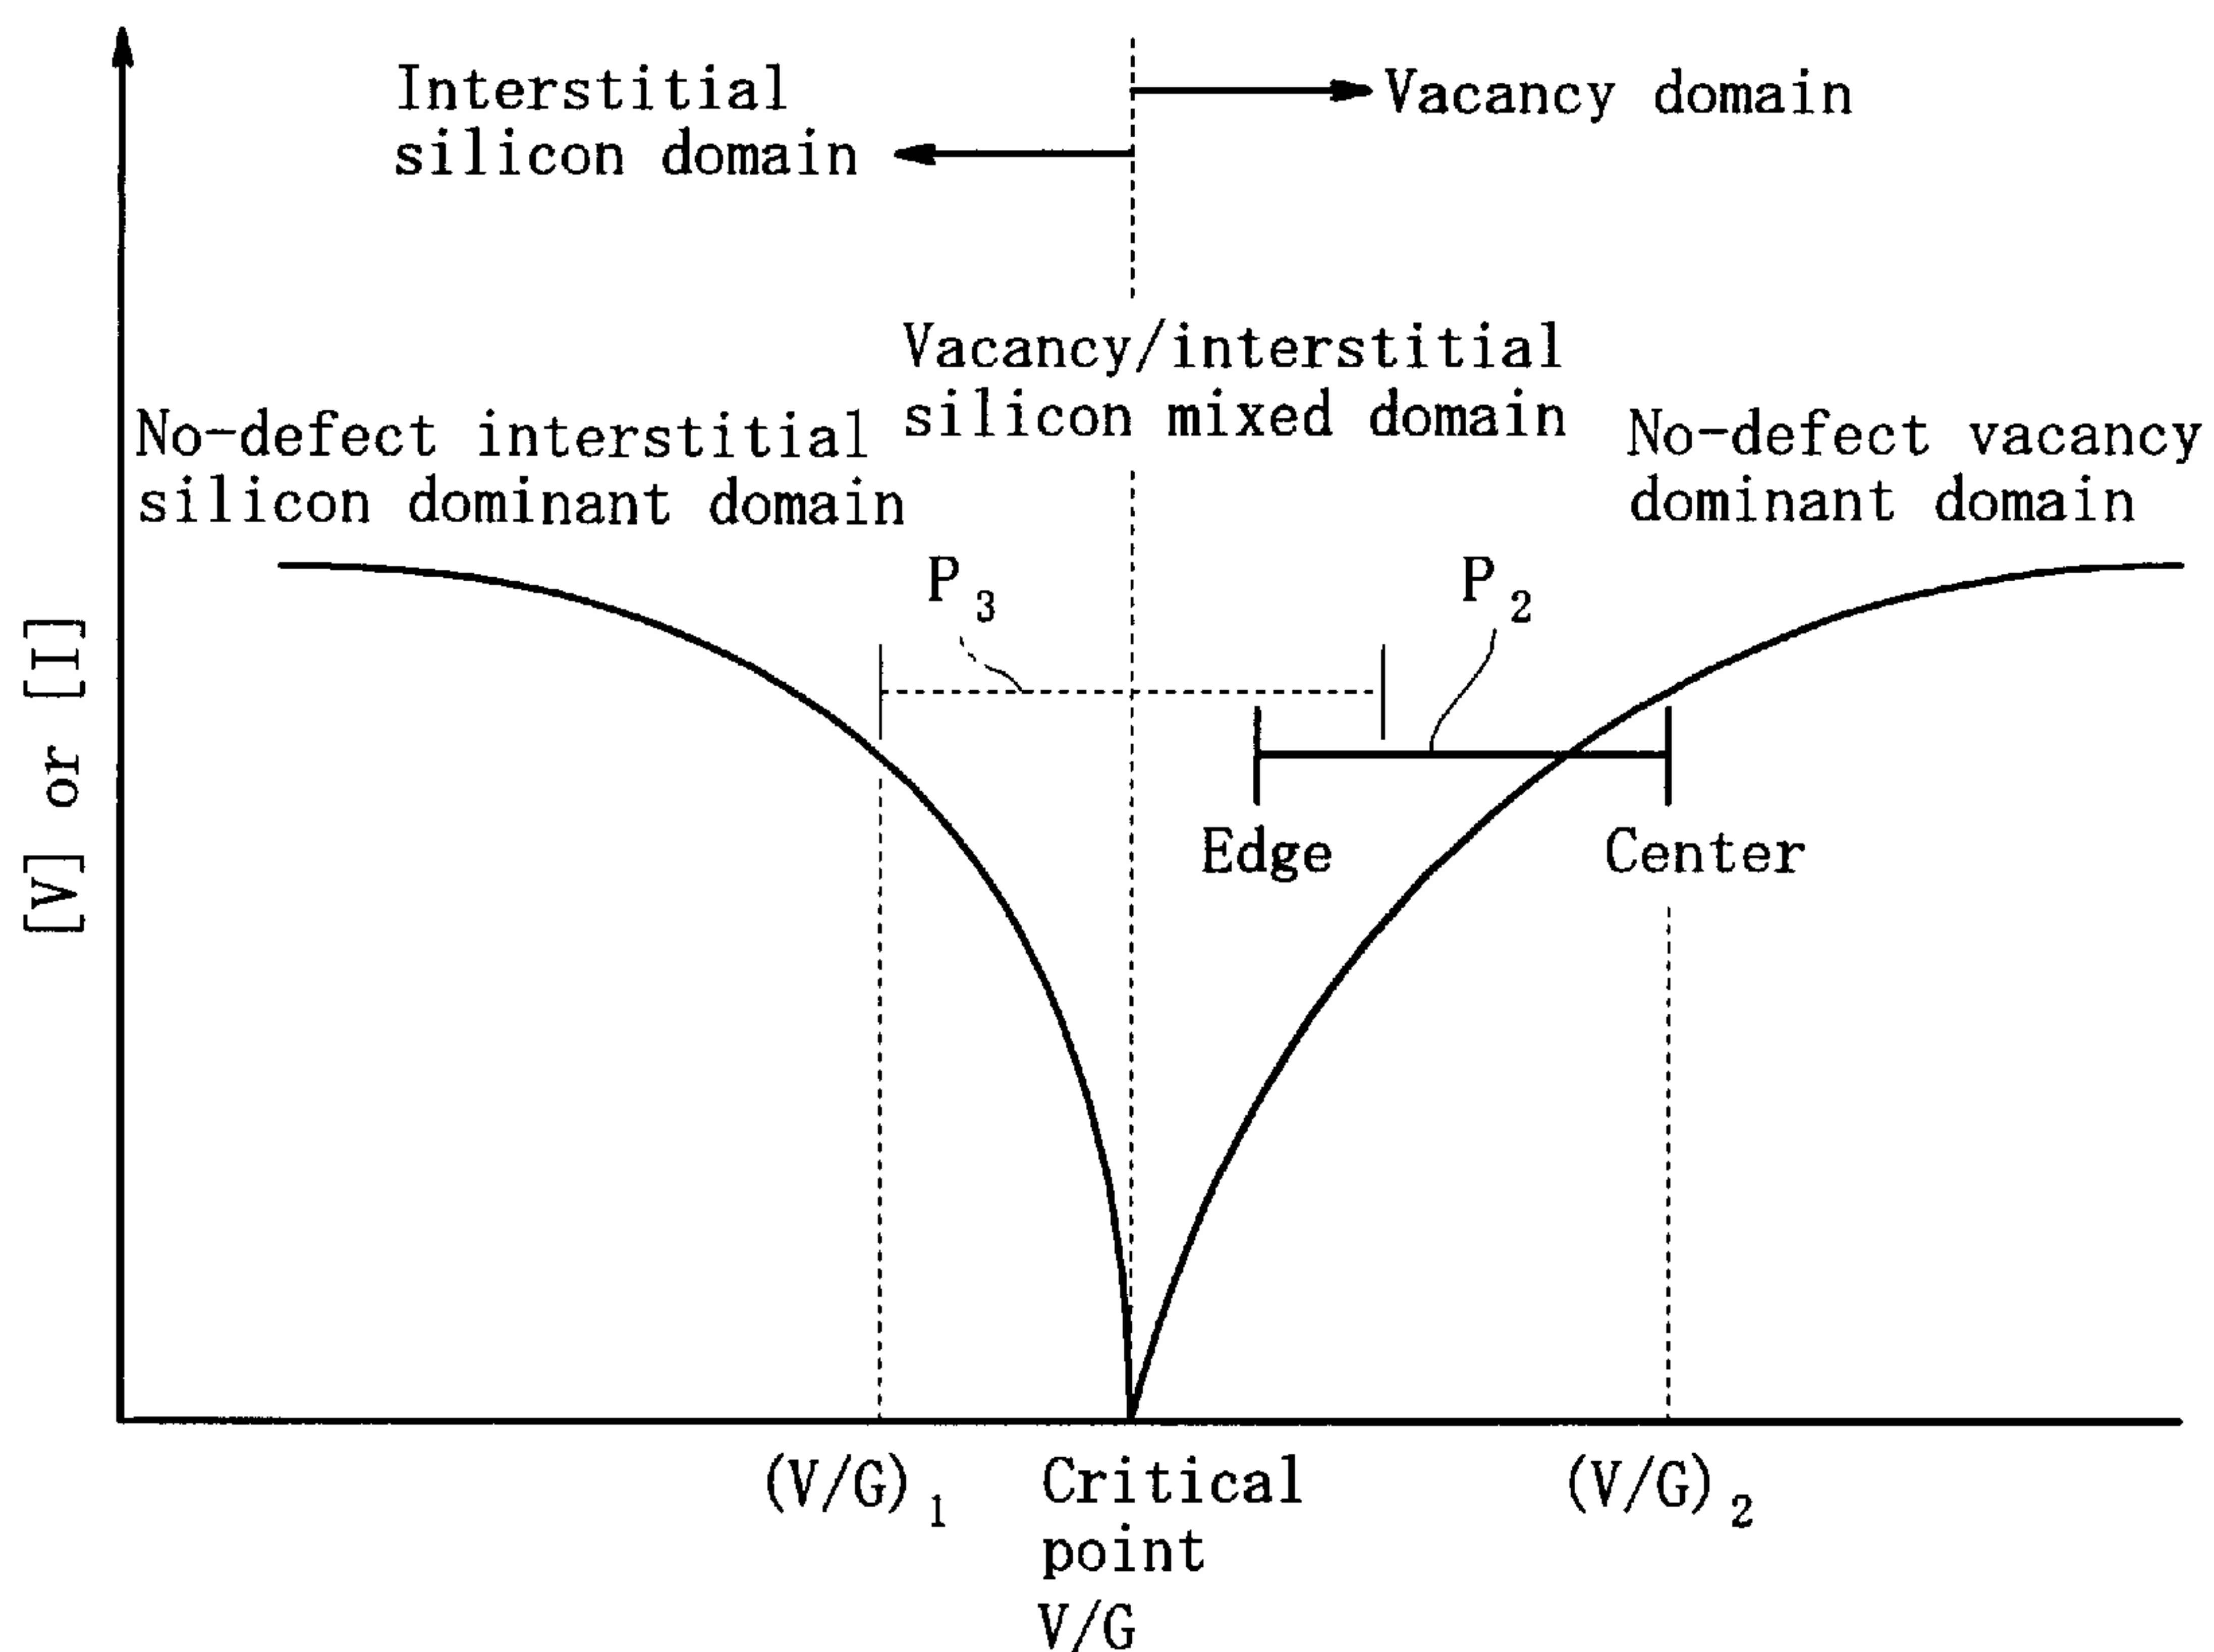 Interstitial
silicon domain
Vacancy domain
Vacancy/interstitial
silicon mixed domain
No-defect interstitial
silicon dominant domain
No-defect vacancy
dominant domain
P3
P2
[V] or [I]
Edge
Center
(V/G)1
Critical
point
V/G
(V/G)2